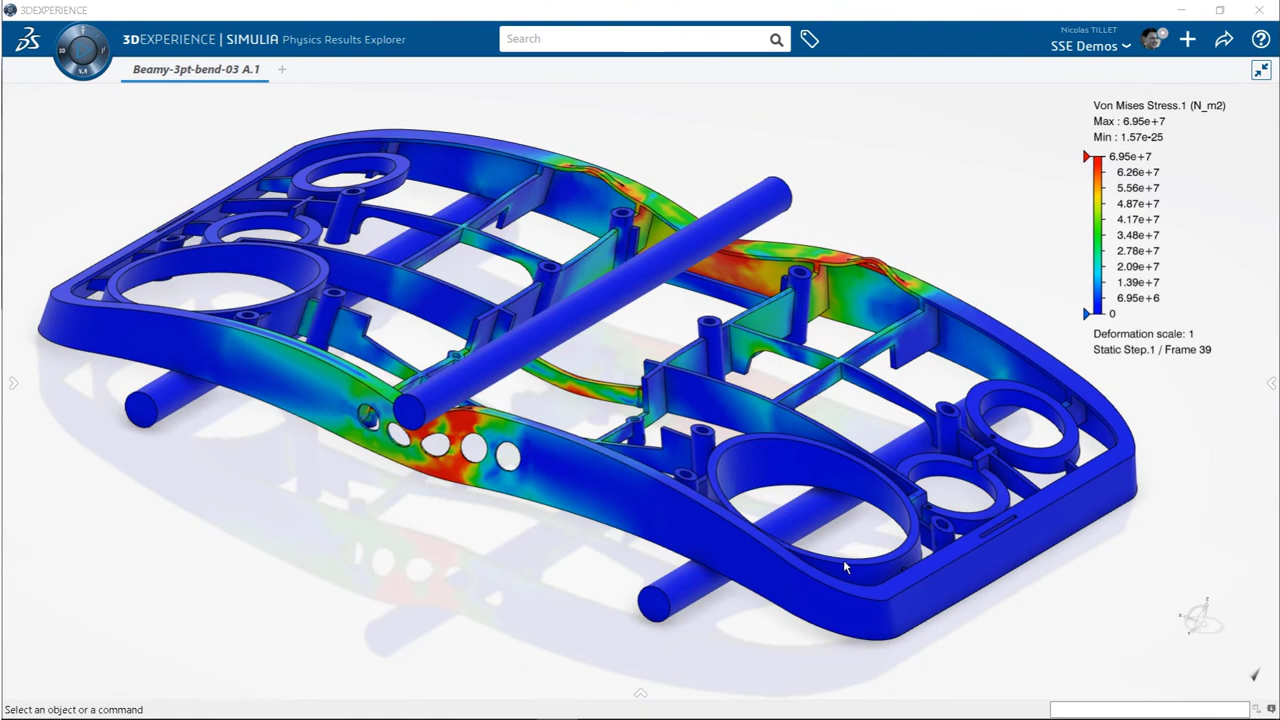 3DEXPERIENCE
3DEXPERIENCE | SIMULIA Physics Results Explorer
Search
Nicolas TILLET
SSE Demos
3D
V.R
Beamy-3pt-bend-03 A.1
Von Mises Stress.1 (N_m2)
Max : 6.95e+7
Min : 1.57e-25
6.95e+7
6.26e+7
5.56e+7
4.87e+7
4.17e+7
3.48e+7
2.78e+7
2.09e+7
1.39e+7
6.95e+6
0
Deformation scale: 1
Static Step.1 / Frame 39
Select an object or a command